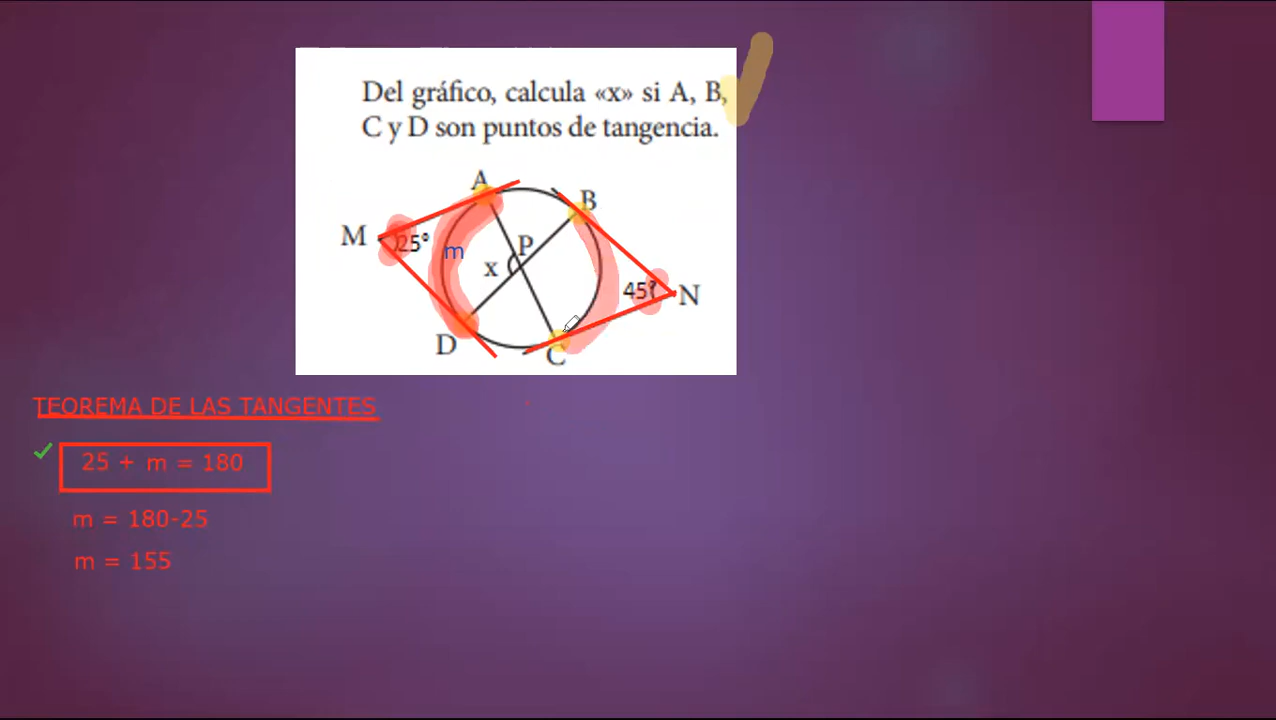 Del gráfico, calcula «x» si A, B,
C y D son puntos de tangencia.
A
B
M
25°
m
P
x
45°
N
D
C
TEOREMA DE LAS TANGENTES
25 + m = 180
m = 180-25
m = 155